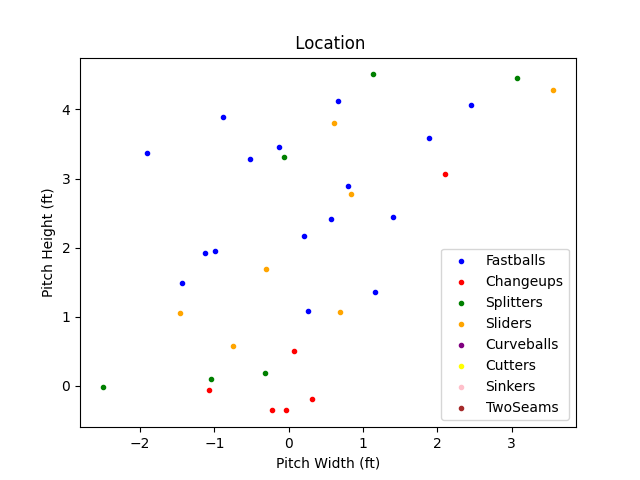 Location
Pitch Height (ft)
4
3
2
1
0
−2
−1
0
1
2
3
Pitch Width (ft)
Fastballs
Changeups
Splitters
Sliders
Curveballs
Cutters
Sinkers
TwoSeams